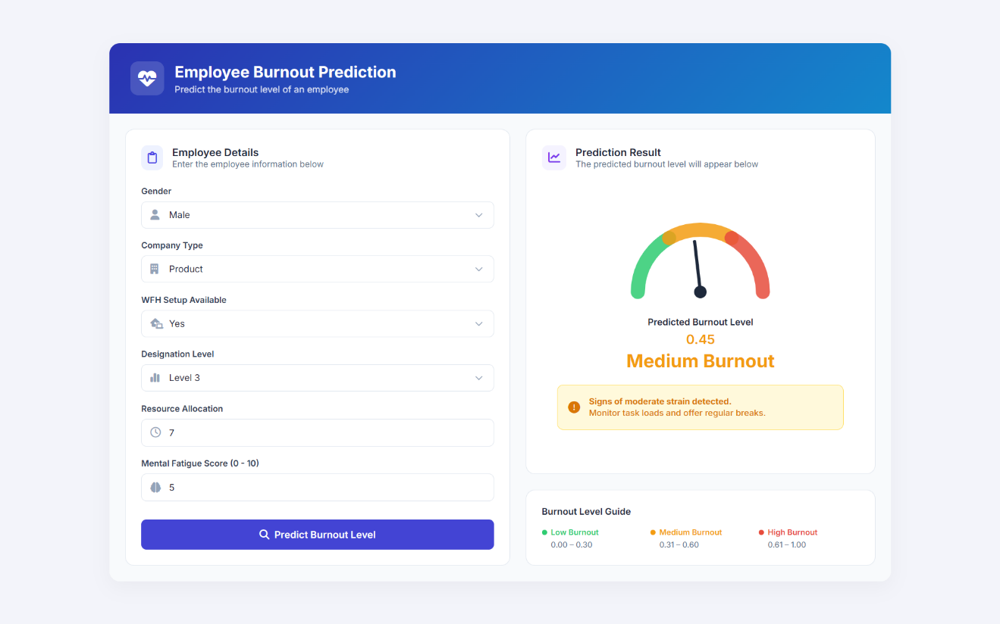 Employee Burnout Prediction
Predict the burnout level of an employee
Employee Details
Enter the employee information below
Gender
Male
Company Type
Product
WFH Setup Available
Yes
Designation Level
Level 3
Resource Allocation
7
Mental Fatigue Score (0 - 10)
5
Predict Burnout Level
Prediction Result
The predicted burnout level will appear below
Predicted Burnout Level
0.45
Medium Burnout
Signs of moderate strain detected.
Monitor task loads and offer regular breaks.
Burnout Level Guide
Low Burnout
0.00 – 0.30
Medium Burnout
0.31 – 0.60
High Burnout
0.61 – 1.00